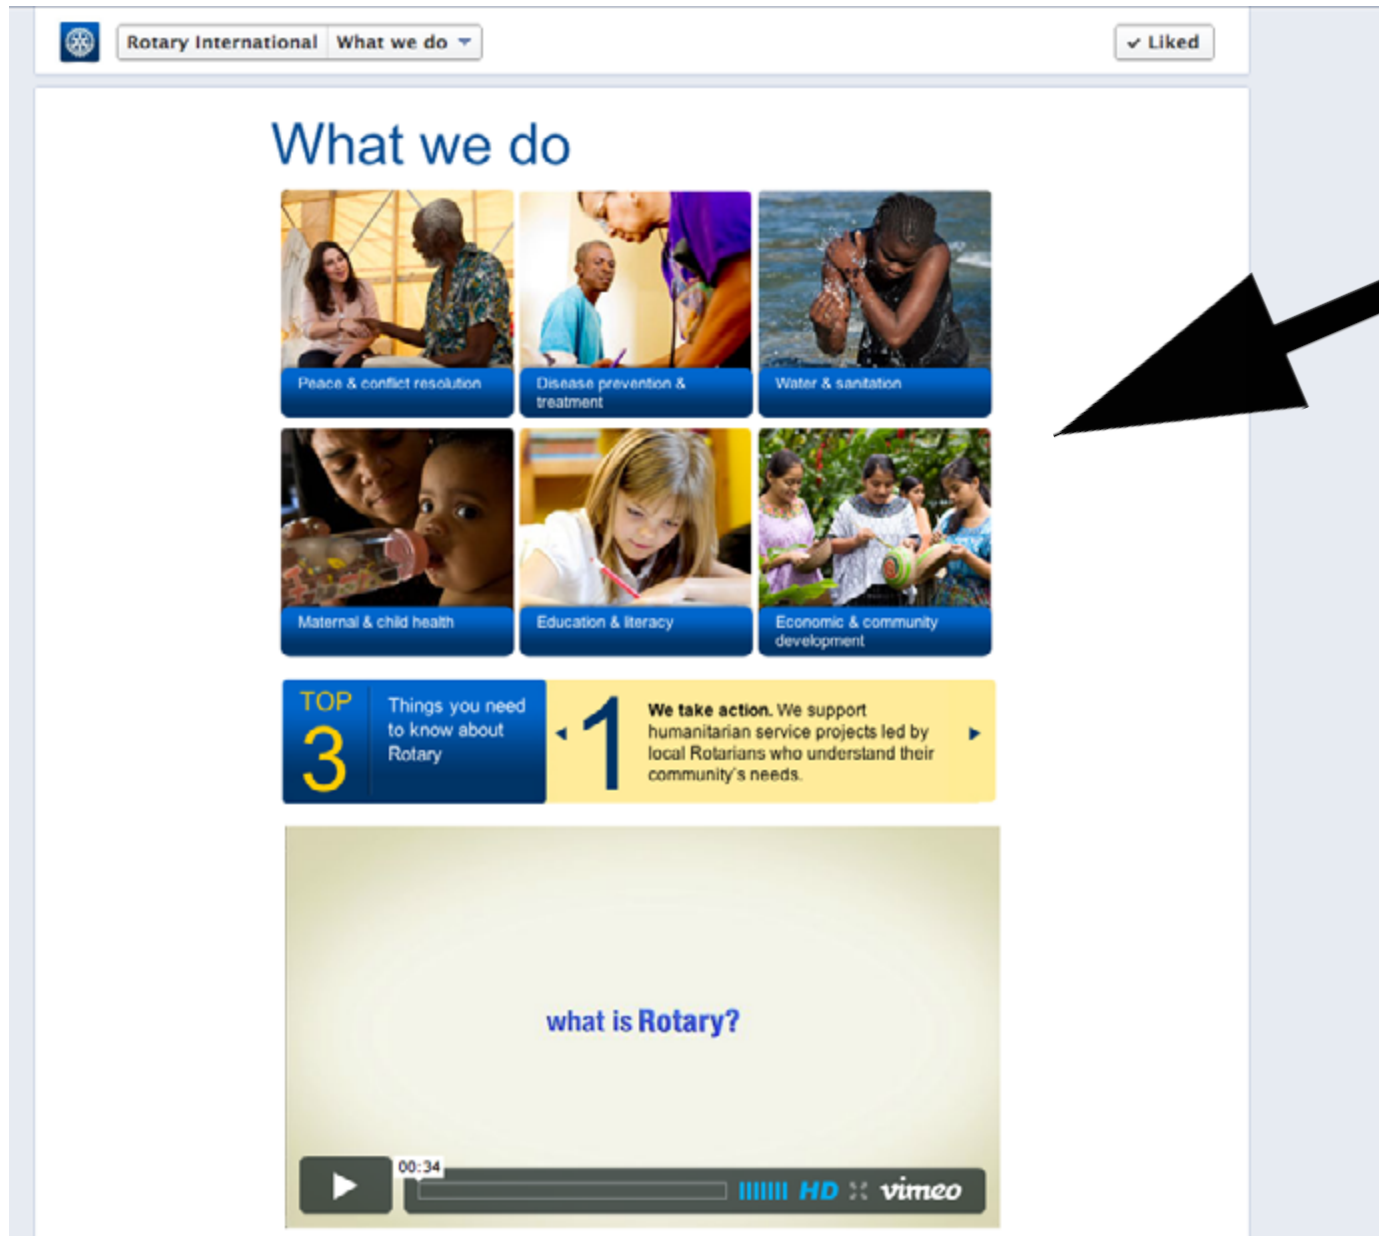 Rotary International What we do
✓ Liked
What we do
Peace & conflict resolution
Disease prevention &
treatment
Water & sanitation
Maternal & child health
Education & literacy
Economic & community
development
TOP
3
Things you need
to know about
Rotary
1
We take action. We support
humanitarian service projects led by
local Rotarians who understand their
community's needs.
what is Rotary?
00:34
HD vimeo